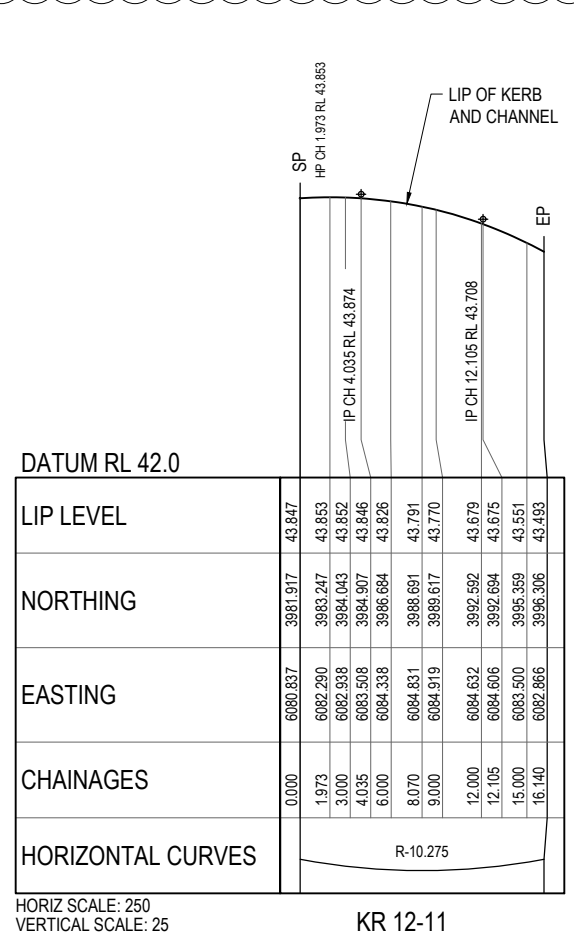 LIP OF KERB
AND CHANNEL
SP
HP CH 1.973 RL 43.853
EP
IP CH 4.035 RL 43.874
IP CH 12.105 RL 43.708
DATUM RL 42.0
LIP LEVEL 43.847 43.853 43.852 43.846 43.826 43.791 43.770 43.679 43.675 43.551 43.493
NORTHING 3981.917 3983.247 3984.043 3984.907 3986.684 3988.691 3989.617 3992.592 3992.694 3995.359 3996.306
EASTING 6080.837 6082.290 6082.938 6083.508 6084.338 6084.831 6084.919 6084.632 6084.606 6083.500 6082.866
CHAINAGES 0.000 1.973 3.000 4.035 6.000 8.070 9.000 12.000 12.105 15.000 16.140
HORIZONTAL CURVES R-10.275
HORIZ SCALE: 250
VERTICAL SCALE: 25
KR 12-11